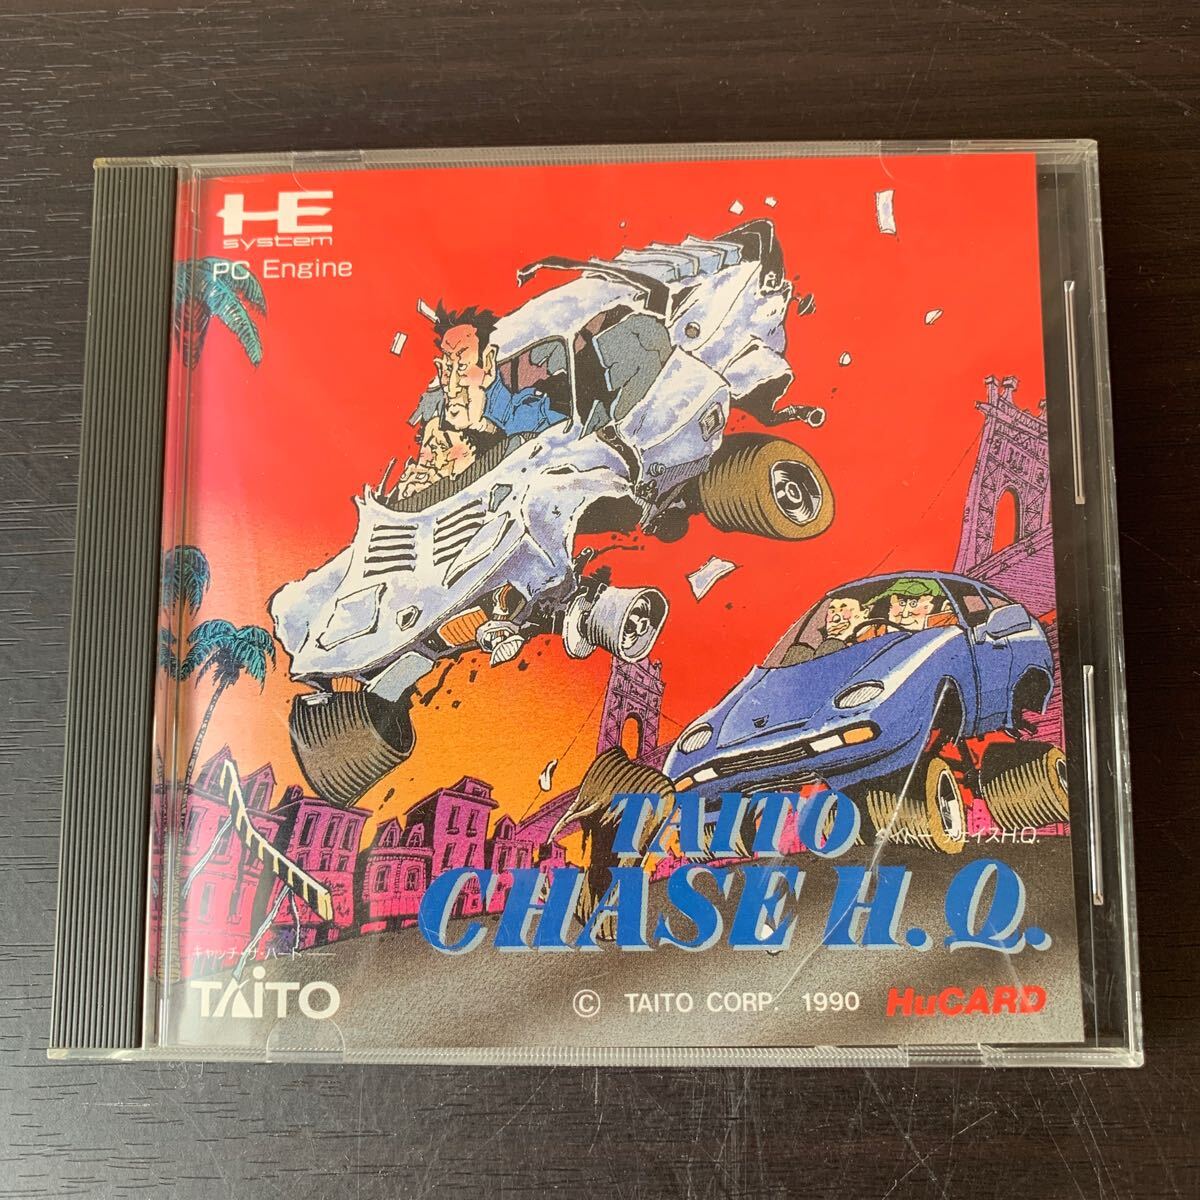 HE
system
PC Engine
TAITO
タイトー チェイスH.Q.
CHASE H.Q.
キャッチ・ザ・ハート
TAITO
© TAITO CORP. 1990
HuCARD